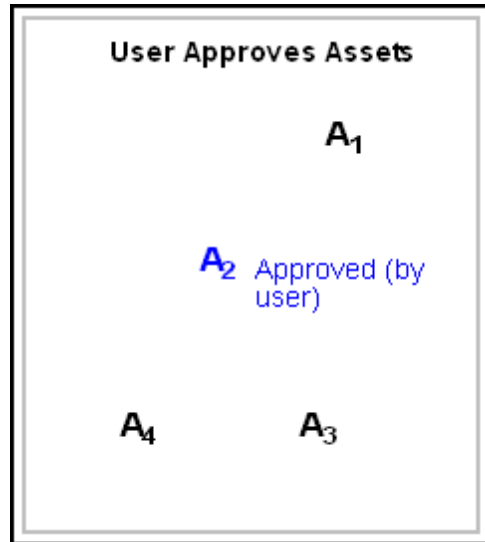 User Approves Assets
A₁
A₂ Approved (by
user)
A₄ A₃